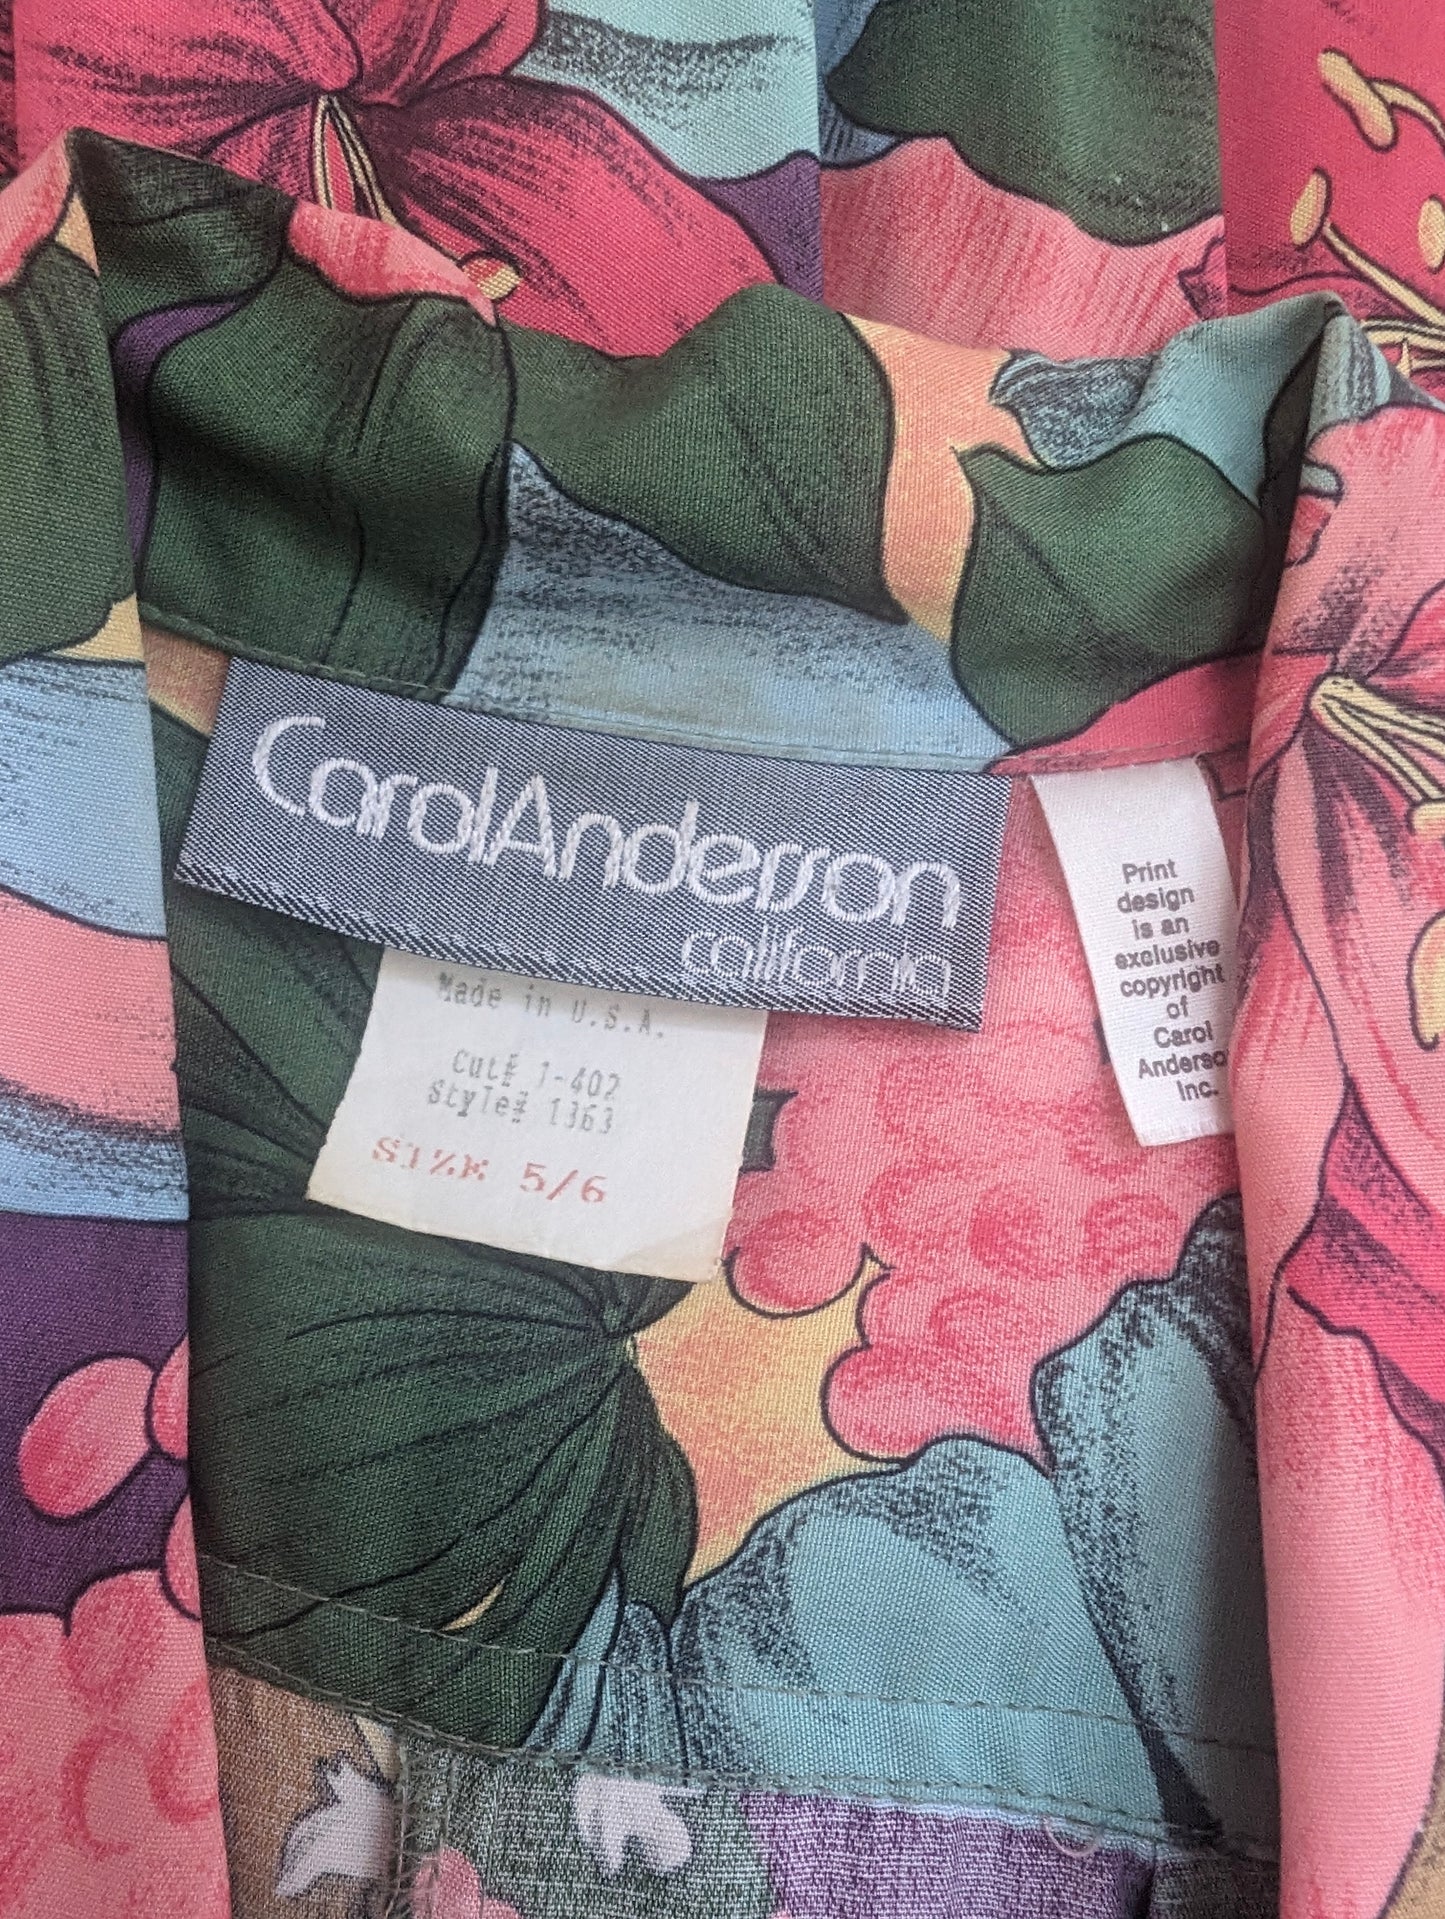 CarolAnderson
california
Made in U.S.A.
Cut# 1-402
Style# 1363
SIZE 5/6
Print
design
is an
exclusive
copyright
of
Carol
Anderso
Inc.